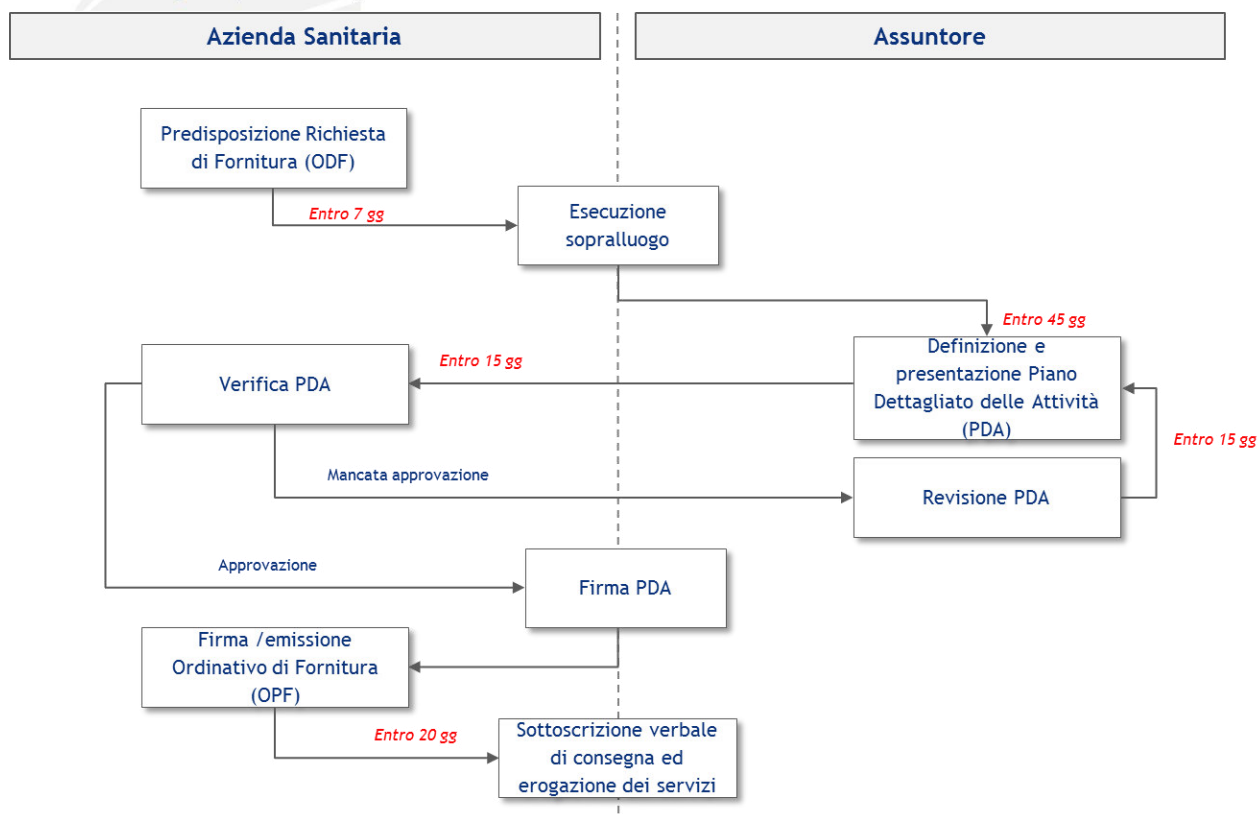 Azienda Sanitaria
Assuntore
Predisposizione Richiesta
di Fornitura (ODF)
Entro 7 gg
Esecuzione
sopralluogo
Entro 45 gg
Definizione e
presentazione Piano
Dettagliato delle Attività
(PDA)
Entro 15 gg
Verifica PDA
Entro 15 gg
Mancata approvazione
Revisione PDA
Approvazione
Firma PDA
Firma /emissione
Ordinativo di Fornitura
(OPF)
Entro 20 gg
Sottoscrizione verbale
di consegna ed
erogazione dei servizi